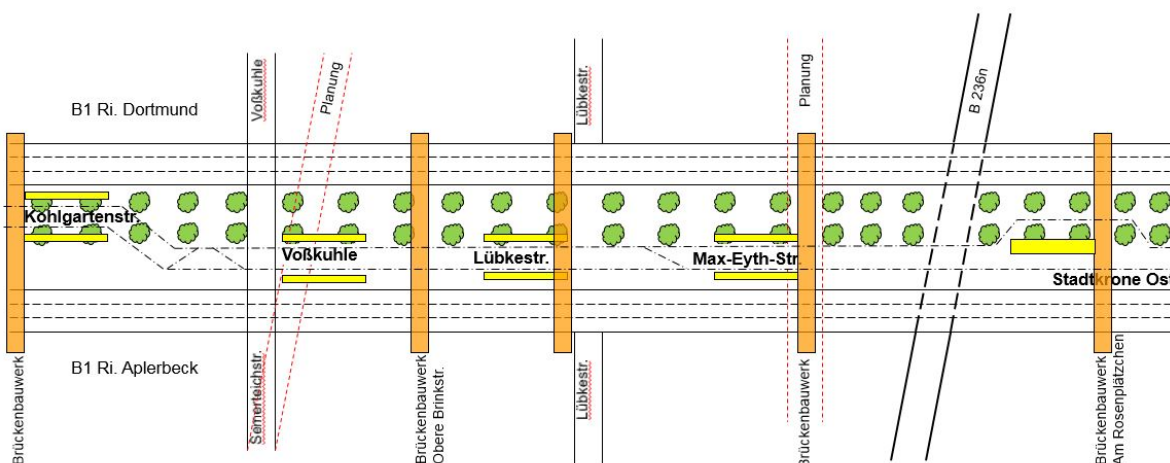 Voßkuhle
Planung
Lübkestr.
Planung
B 236n
B1 Ri. Dortmund
Kohlgartenstr.
Voßkuhle
Lübkestr.
Max-Eyth-Str.
Stadtkrone Ost
B1 Ri. Aplerbeck
Brückenbauwerk
Semerteichstr.
Brückenbauwerk
Obere Brinkstr.
Lübkestr.
Brückenbauwerk
Brückenbauwerk
Am Rosenplätzchen